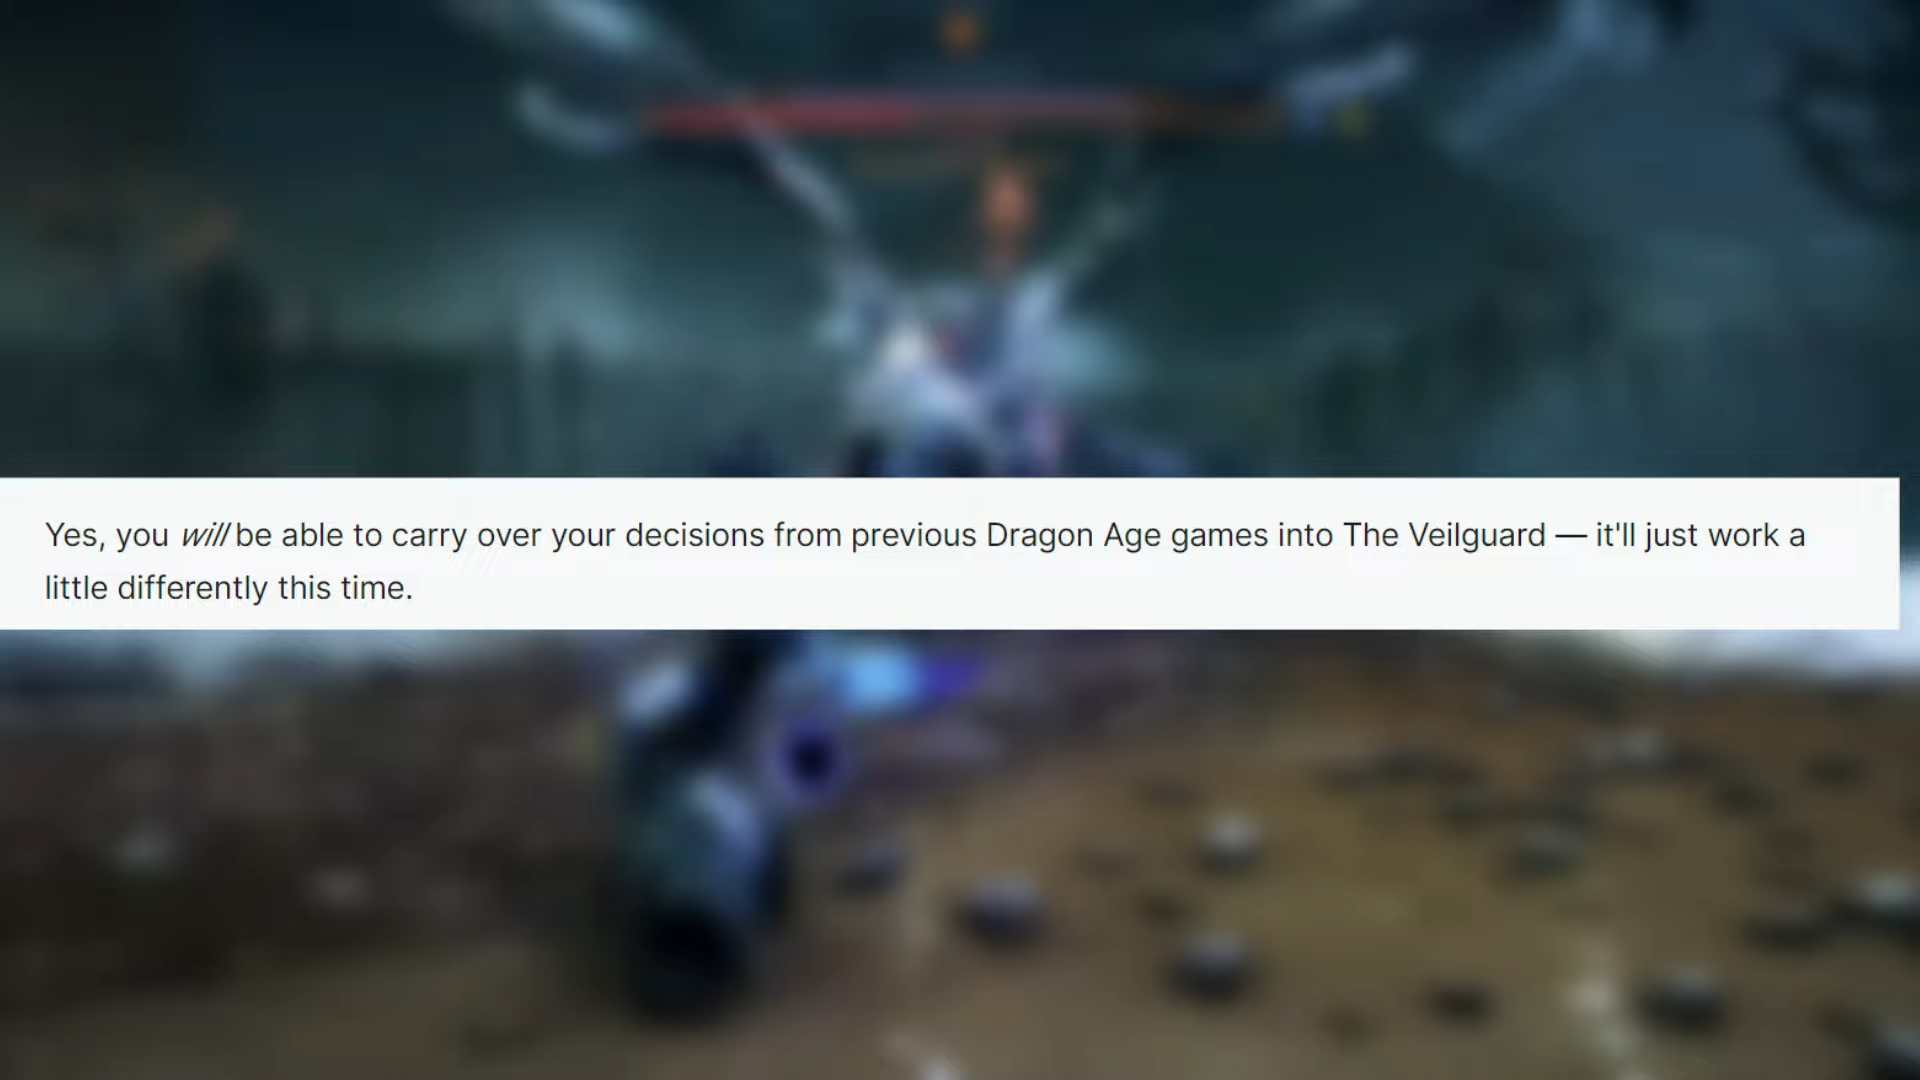 Yes, you will be able to carry over your decisions from previous Dragon Age games into The Veilguard — it'll just work a
little differently this time.